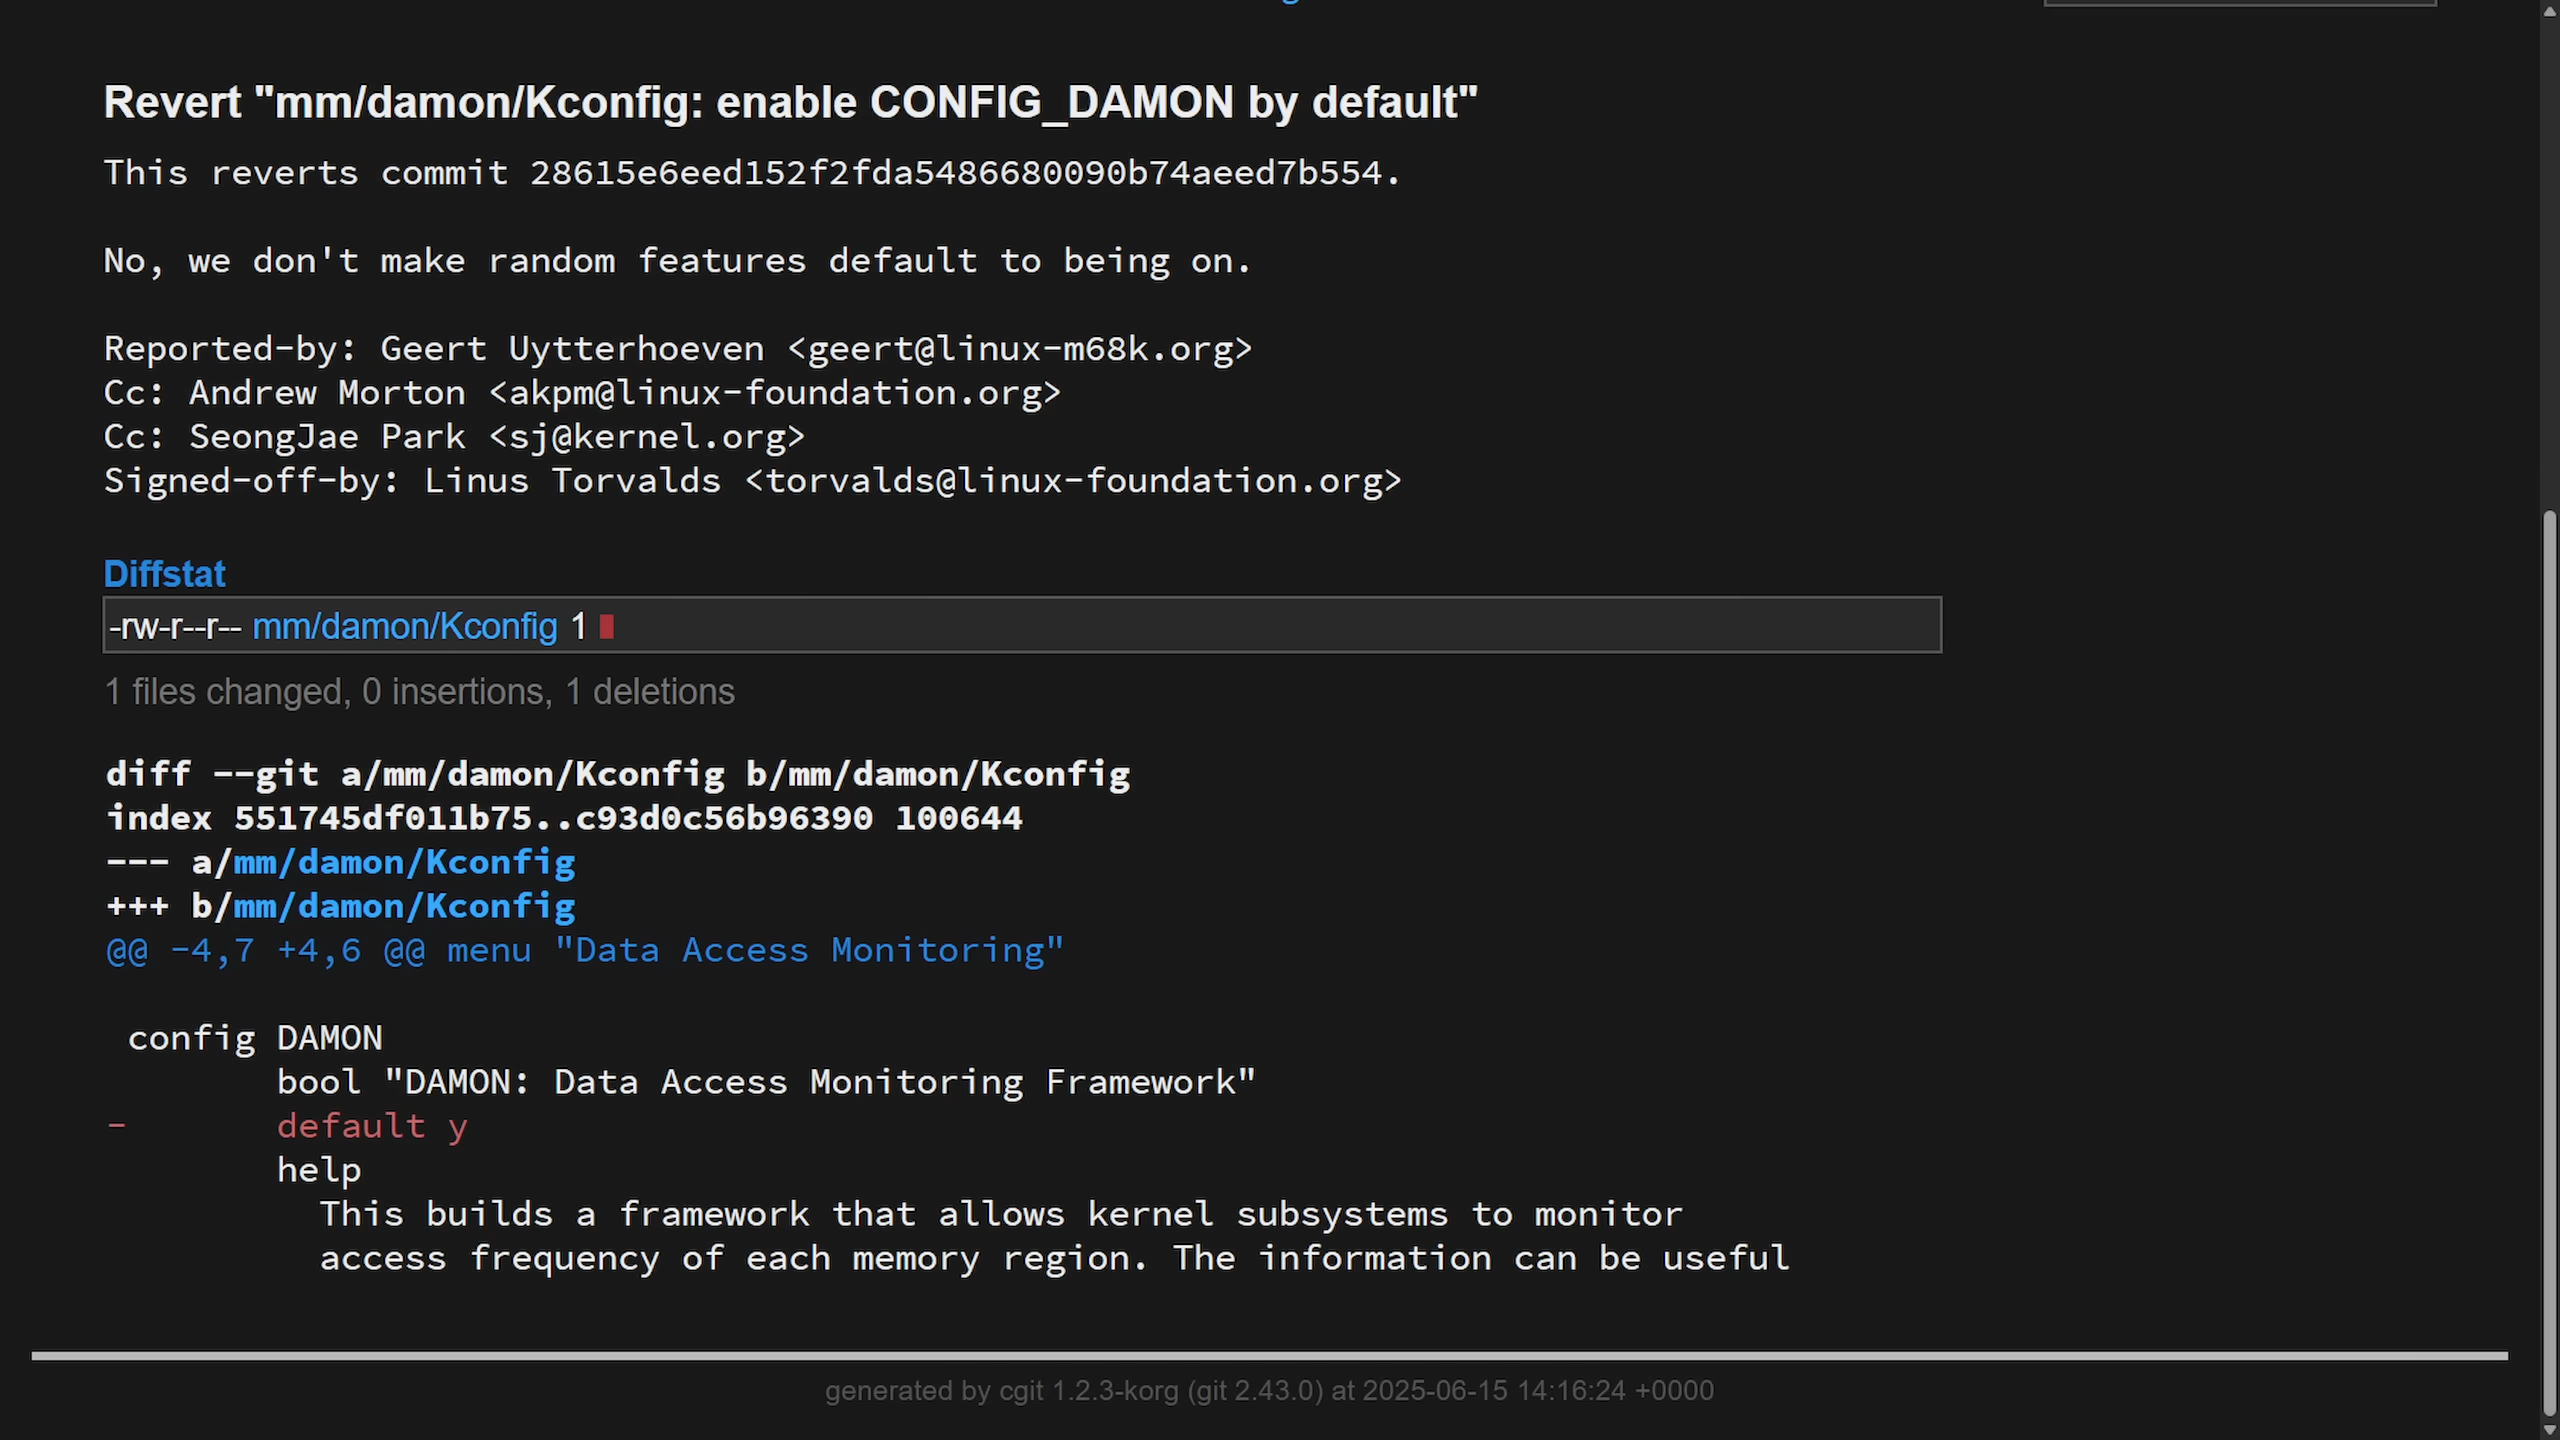 Revert "mm/damon/Kconfig: enable CONFIG_DAMON by default"
This reverts commit 28615e6eed152f2fda5486680090b74aeed7b554.
No, we don't make random features default to being on.
Reported-by: Geert Uytterhoeven <geert@linux-m68k.org>
Cc: Andrew Morton <akpm@linux-foundation.org>
Cc: SeongJae Park <sj@kernel.org>
Signed-off-by: Linus Torvalds <torvalds@linux-foundation.org>
Diffstat
-rw-r--r-- mm/damon/Kconfig 1
1 files changed, 0 insertions, 1 deletions
diff --git a/mm/damon/Kconfig b/mm/damon/Kconfig
index 551745df011b75..c93d0c56b96390 100644
--- a/mm/damon/Kconfig
+++ b/mm/damon/Kconfig
@@ -4,7 +4,6 @@ menu "Data Access Monitoring"
config DAMON
bool "DAMON: Data Access Monitoring Framework"
- default y
help
This builds a framework that allows kernel subsystems to monitor
access frequency of each memory region. The information can be useful
generated by cgit 1.2.3-korg (git 2.43.0) at 2025-06-15 14:16:24 +0000